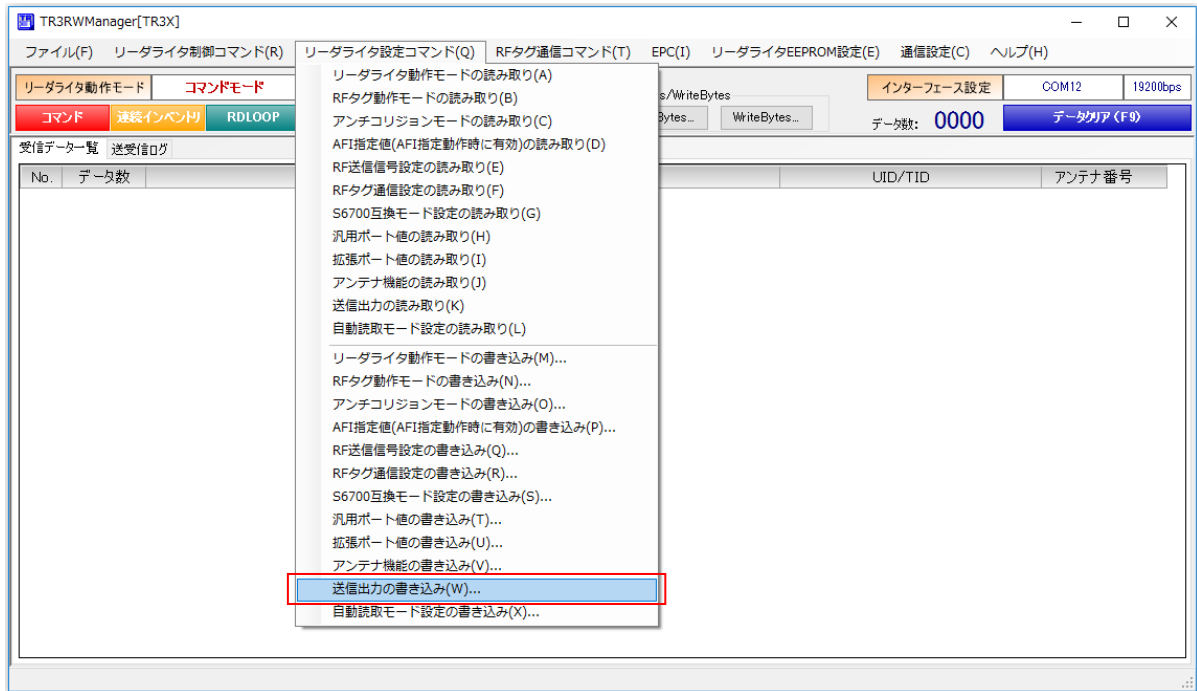 TR3RWManager[TR3X]
ファイル(F) リーダライタ制御コマンド(R) リーダライタ設定コマンド(Q) RFタグ通信コマンド(T) EPC(I) リーダライタEEPROM設定(E) 通信設定(C) ヘルプ(H)
リーダライタ動作モード コマンドモード s/WriteBytes インターフェース設定 COM12 19200bps
コマンド 連続インベントリ RDLOOP Bytes... WriteBytes... データ数: 0000 データクリア(F9)
受信データ一覧 送受信ログ
No. データ数 UID/TID アンテナ番号
リーダライタ動作モードの読み取り(A)
RFタグ動作モードの読み取り(B)
アンチコリジョンモードの読み取り(C)
AFI指定値(AFI指定動作時に有効)の読み取り(D)
RF送信信号設定の読み取り(E)
RFタグ通信設定の読み取り(F)
S6700互換モード設定の読み取り(G)
汎用ポート値の読み取り(H)
拡張ポート値の読み取り(I)
アンテナ機能の読み取り(J)
送信出力の読み取り(K)
自動読取モード設定の読み取り(L)
リーダライタ動作モードの書き込み(M)...
RFタグ動作モードの書き込み(N)...
アンチコリジョンモードの書き込み(O)...
AFI指定値(AFI指定動作時に有効)の書き込み(P)...
RF送信信号設定の書き込み(Q)...
RFタグ通信設定の書き込み(R)...
S6700互換モード設定の書き込み(S)...
汎用ポート値の書き込み(T)...
拡張ポート値の書き込み(U)...
アンテナ機能の書き込み(V)...
送信出力の書き込み(W)...
自動読取モード設定の書き込み(X)...